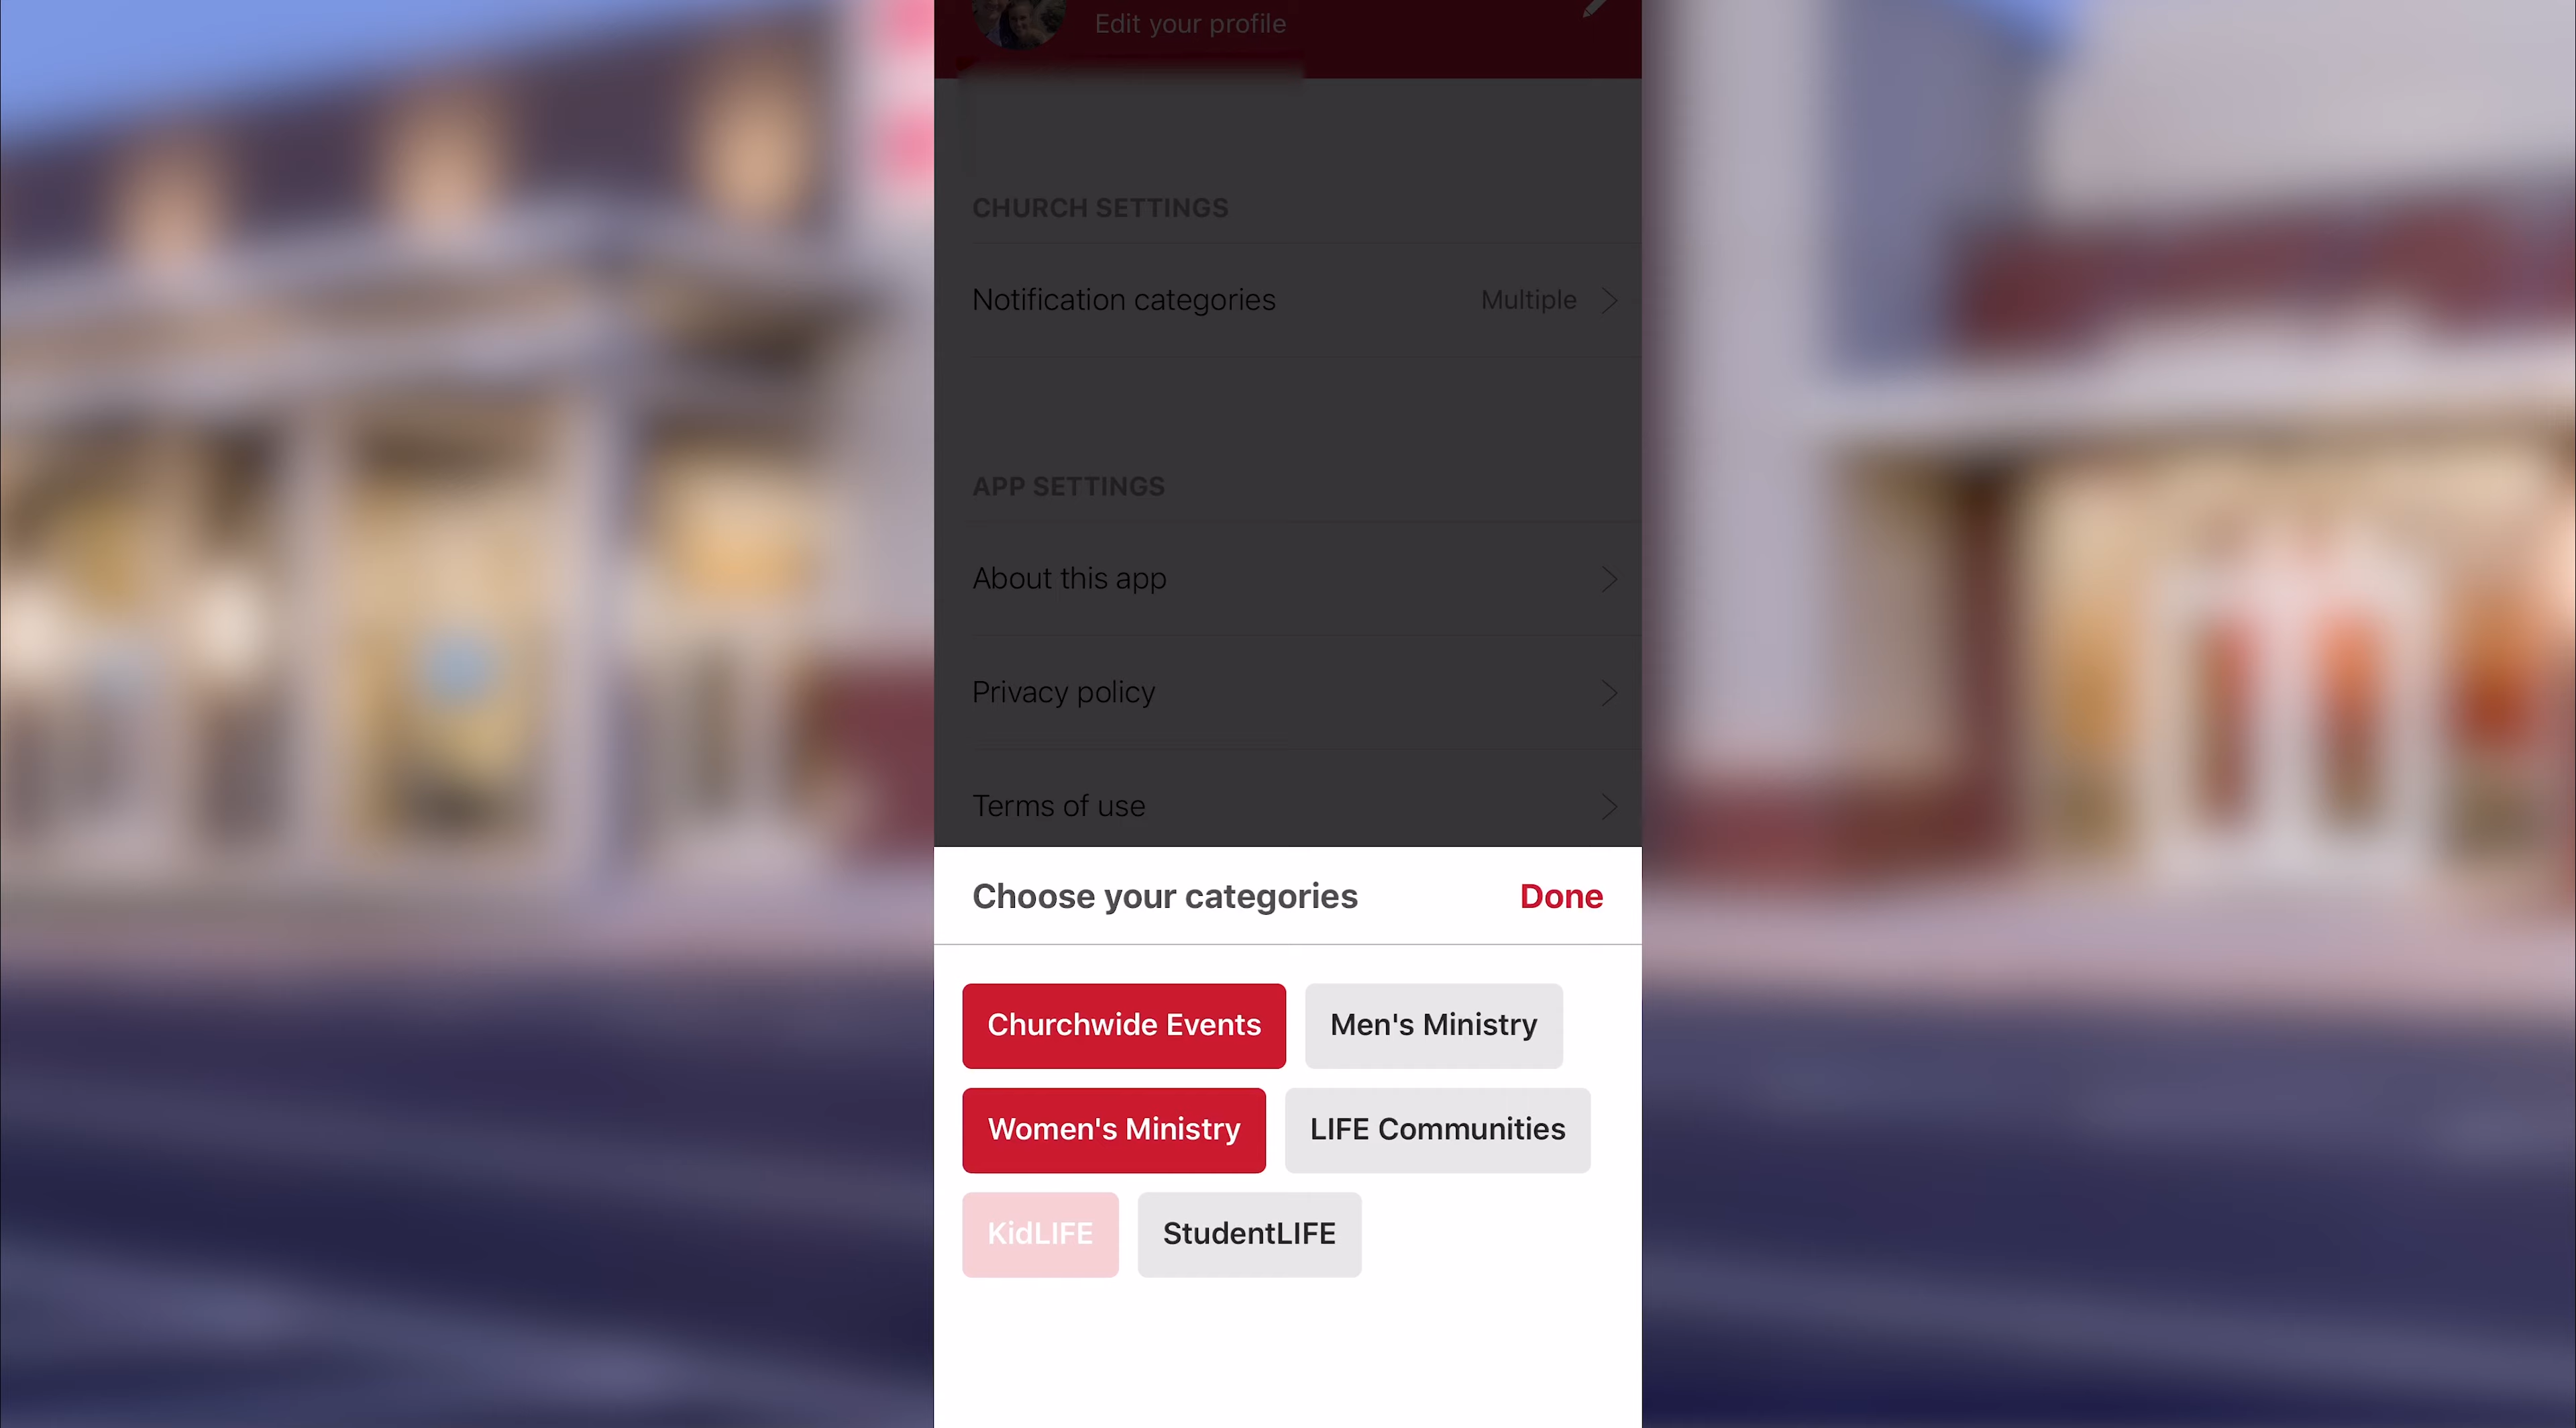 Edit your profile
CHURCH SETTINGS
Notification categories Multiple
APP SETTINGS
About this app
Privacy policy
Terms of use
Choose your categories Done
Churchwide Events Men's Ministry
Women's Ministry LIFE Communities
KidLIFE StudentLIFE